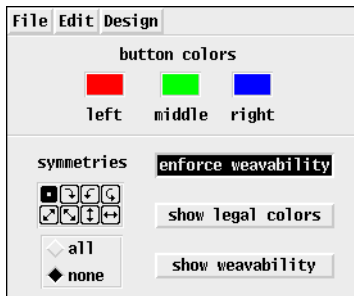 File Edit Design
button colors
left middle right
symmetries
enforce weavability
show legal colors
all
none
show weavability